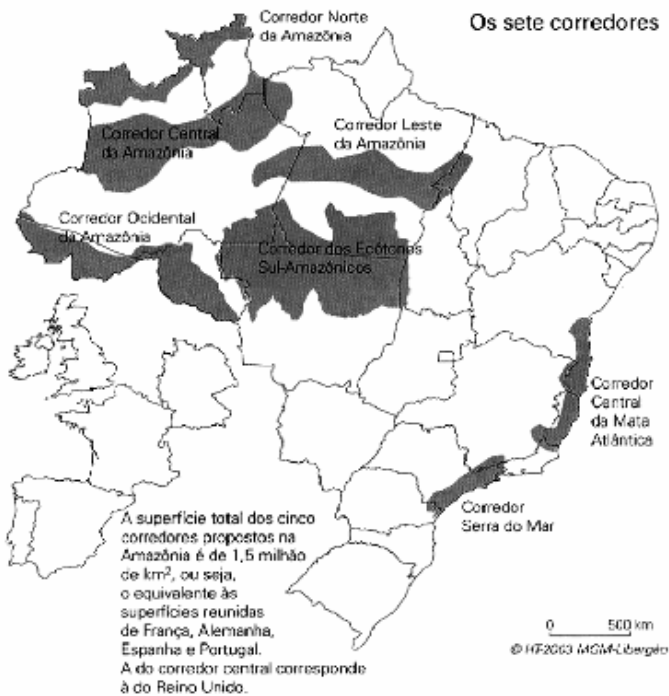 Os sete corredores
Corredor Norte
da Amazônia
Corredor Central
da Amazônia
Corredor Leste
da Amazônia
Corredor Ocidental
da Amazônia
Corredor dos Ecótonos
Sul-Amazônicos
Corredor
Central
da Mata
Atlântica
Corredor
Serra do Mar
A superfície total dos cinco
corredores propostos na
Amazônia é de 1,5 milhão
de km², ou seja,
o equivalente às
superfícies reunidas
de França, Alemanha,
Espanha e Portugal.
A do corredor central corresponde
à do Reino Unido.
0 500 km
© HT-2003 MGM-Libergéo